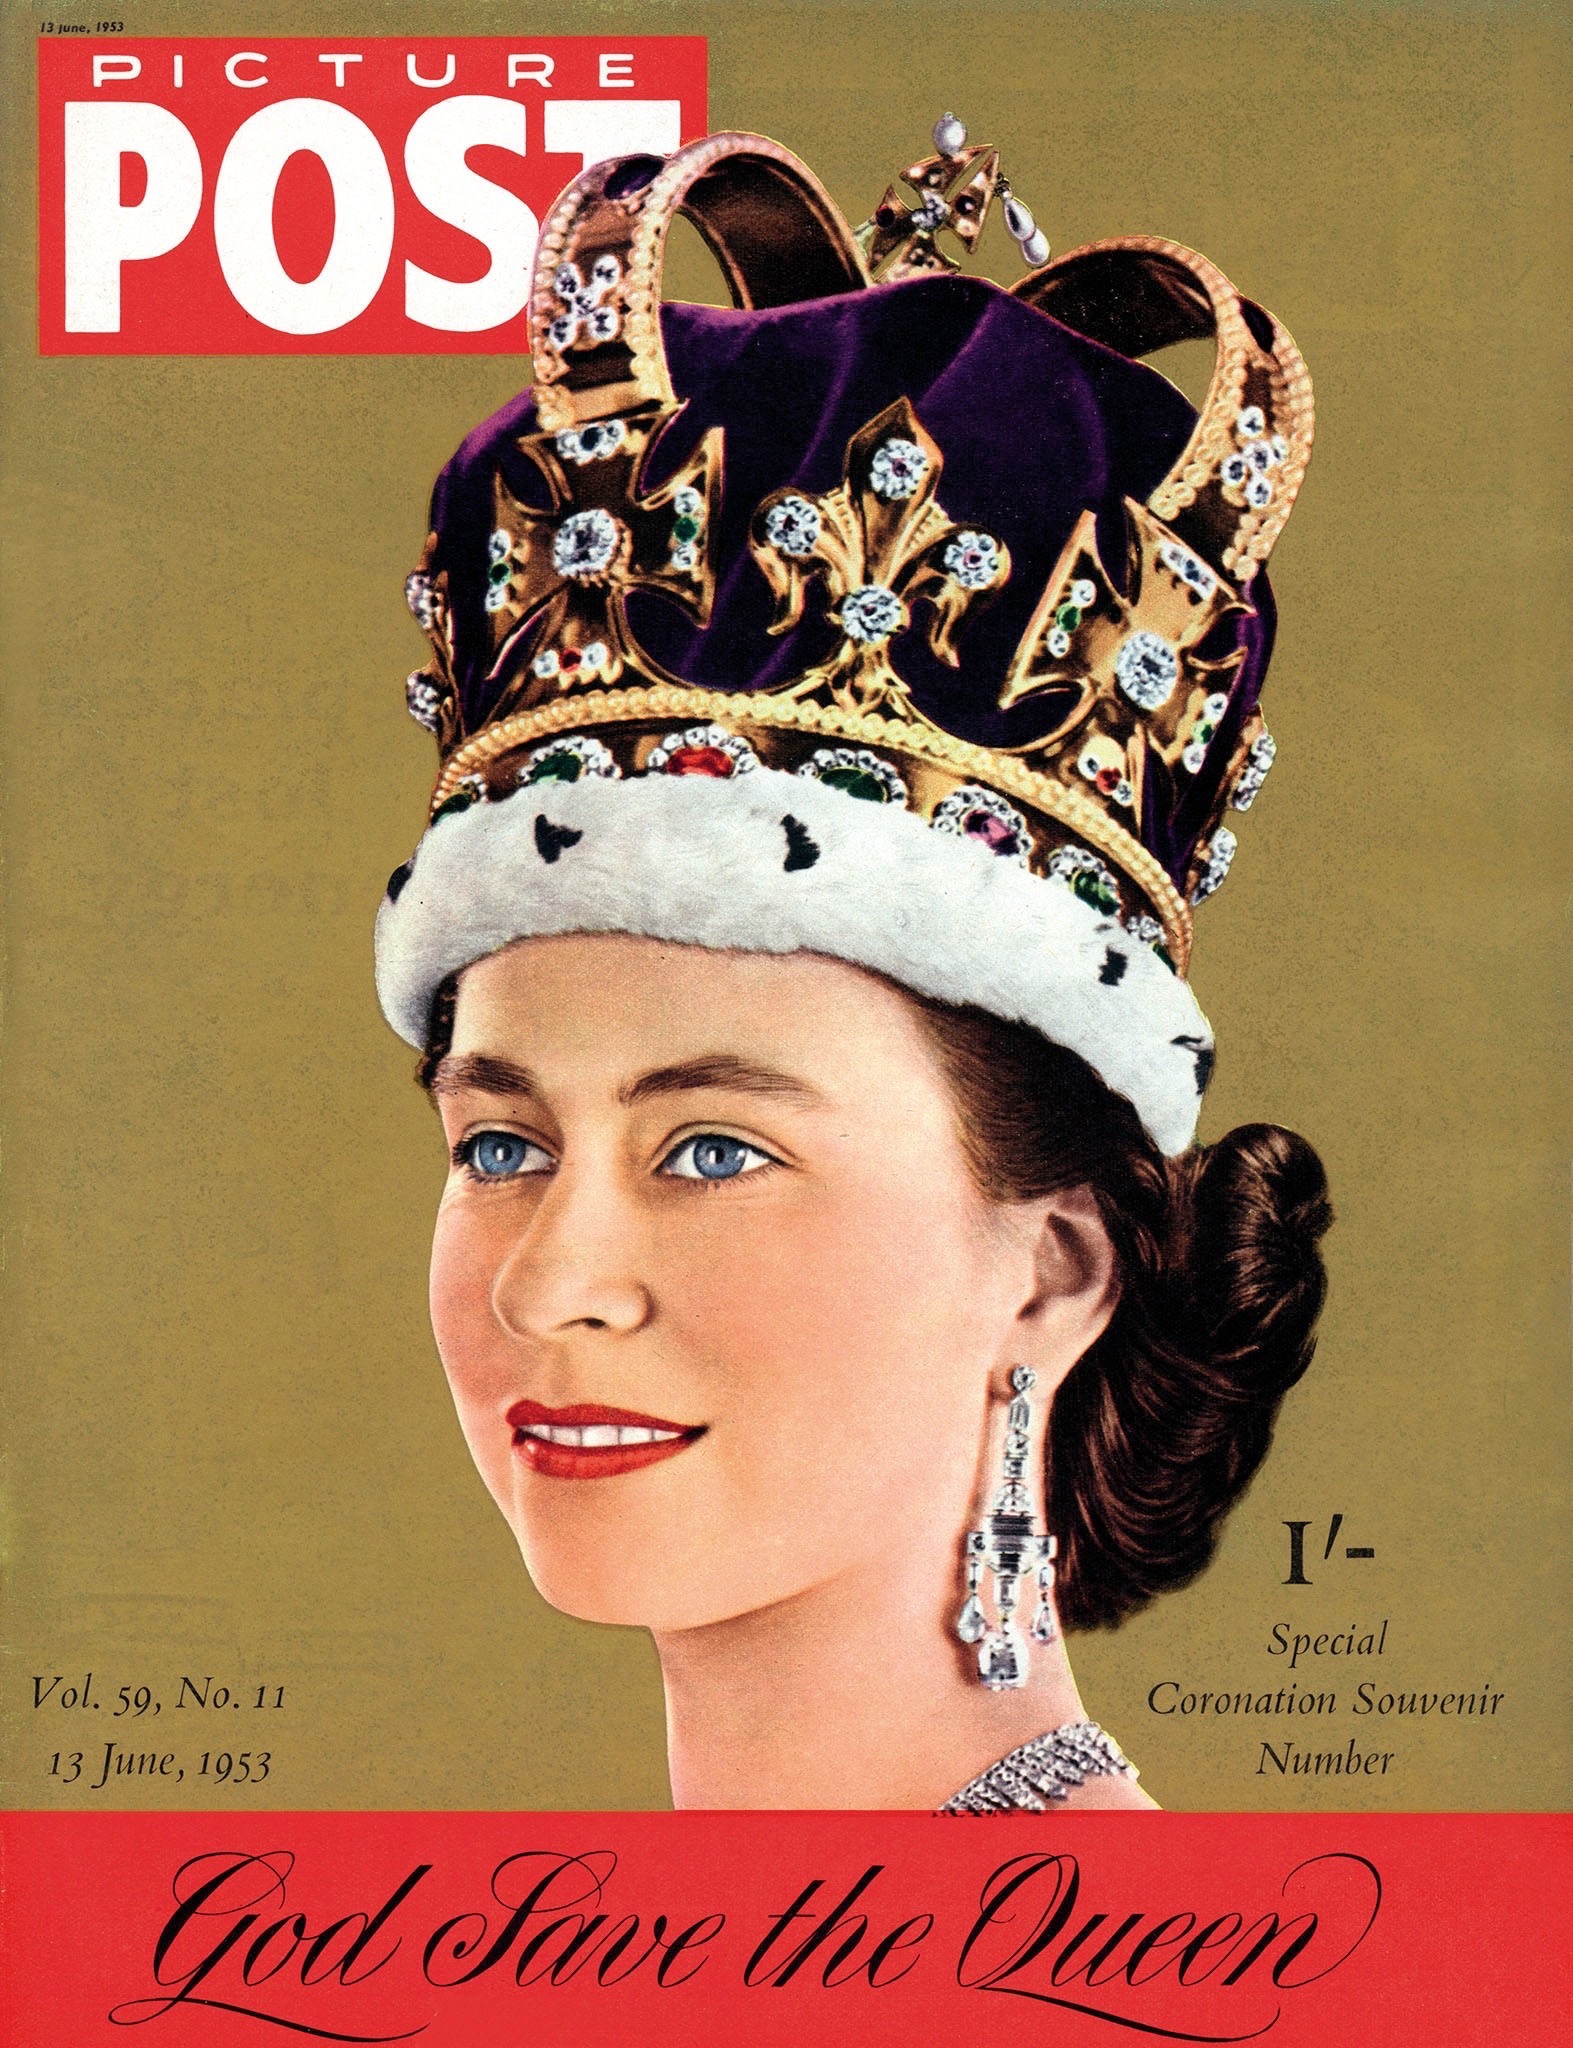 13 June, 1953
PICTURE
POST
1/-
Special
Coronation Souvenir
Number
Vol. 59, No. 11
13 June, 1953
God Save the Queen